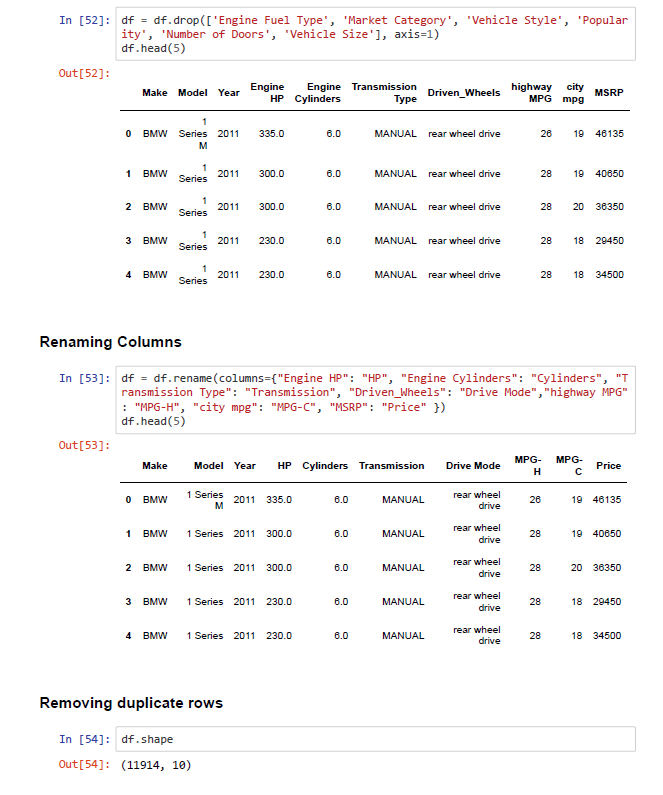 In [52]: df = df.drop(['Engine Fuel Type', 'Market Category', 'Vehicle Style', 'Popular
ity', 'Number of Doors', 'Vehicle Size'], axis=1)
df.head(5)
Out[52]:
Make Model Year Engine HP Engine Cylinders Transmission Type Driven_Wheels highway MPG city mpg MSRP
0 BMW 1 Series M 2011 335.0 6.0 MANUAL rear wheel drive 26 19 46135
1 BMW 1 Series 2011 300.0 6.0 MANUAL rear wheel drive 28 19 40650
2 BMW 1 Series 2011 300.0 6.0 MANUAL rear wheel drive 28 20 36350
3 BMW 1 Series 2011 230.0 6.0 MANUAL rear wheel drive 28 18 29450
4 BMW 1 Series 2011 230.0 6.0 MANUAL rear wheel drive 28 18 34500
Renaming Columns
In [53]: df = df.rename(columns={"Engine HP": "HP", "Engine Cylinders": "Cylinders", "T
ransmission Type": "Transmission", "Driven_Wheels": "Drive Mode","highway MPG"
: "MPG-H", "city mpg": "MPG-C", "MSRP": "Price" })
df.head(5)
Out[53]:
Make Model Year HP Cylinders Transmission Drive Mode MPG-H MPG-C Price
0 BMW 1 Series M 2011 335.0 6.0 MANUAL rear wheel drive 26 19 46135
1 BMW 1 Series 2011 300.0 6.0 MANUAL rear wheel drive 28 19 40650
2 BMW 1 Series 2011 300.0 6.0 MANUAL rear wheel drive 28 20 36350
3 BMW 1 Series 2011 230.0 6.0 MANUAL rear wheel drive 28 18 29450
4 BMW 1 Series 2011 230.0 6.0 MANUAL rear wheel drive 28 18 34500
Removing duplicate rows
In [54]: df.shape
Out[54]: (11914, 10)